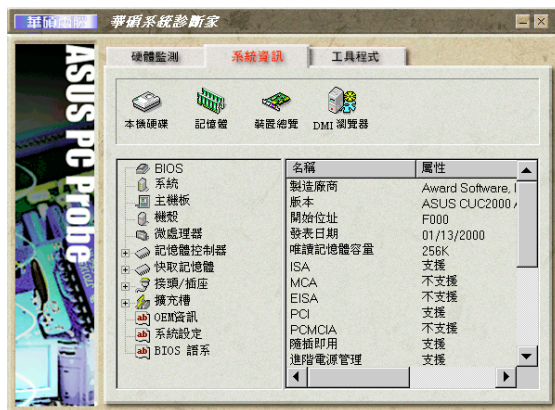 華碩電腦 華碩系統診斷家
ASUS PC Probe
硬體監測 系統資訊 工具程式
本機硬碟 記憶體 裝置總覽 DMI 瀏覽器
BIOS
系統
主機板
機殼
微處理器
記憶體控制器
快取記憶體
接頭/插座
擴充槽
OEM資訊
系統設定
BIOS 語系
名稱 屬性
製造廠商 Award Software, I
版本 ASUS CUC2000
開始位址 F000
發表日期 01/13/2000
唯讀記憶體容量 256K
ISA 支援
MCA 不支援
EISA 不支援
PCI 支援
PCMCIA 不支援
隨插即用 支援
進階電源管理 支援